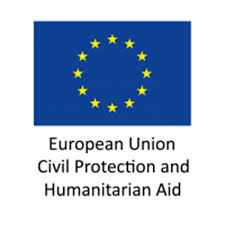 European Union
Civil Protection and
Humanitarian Aid